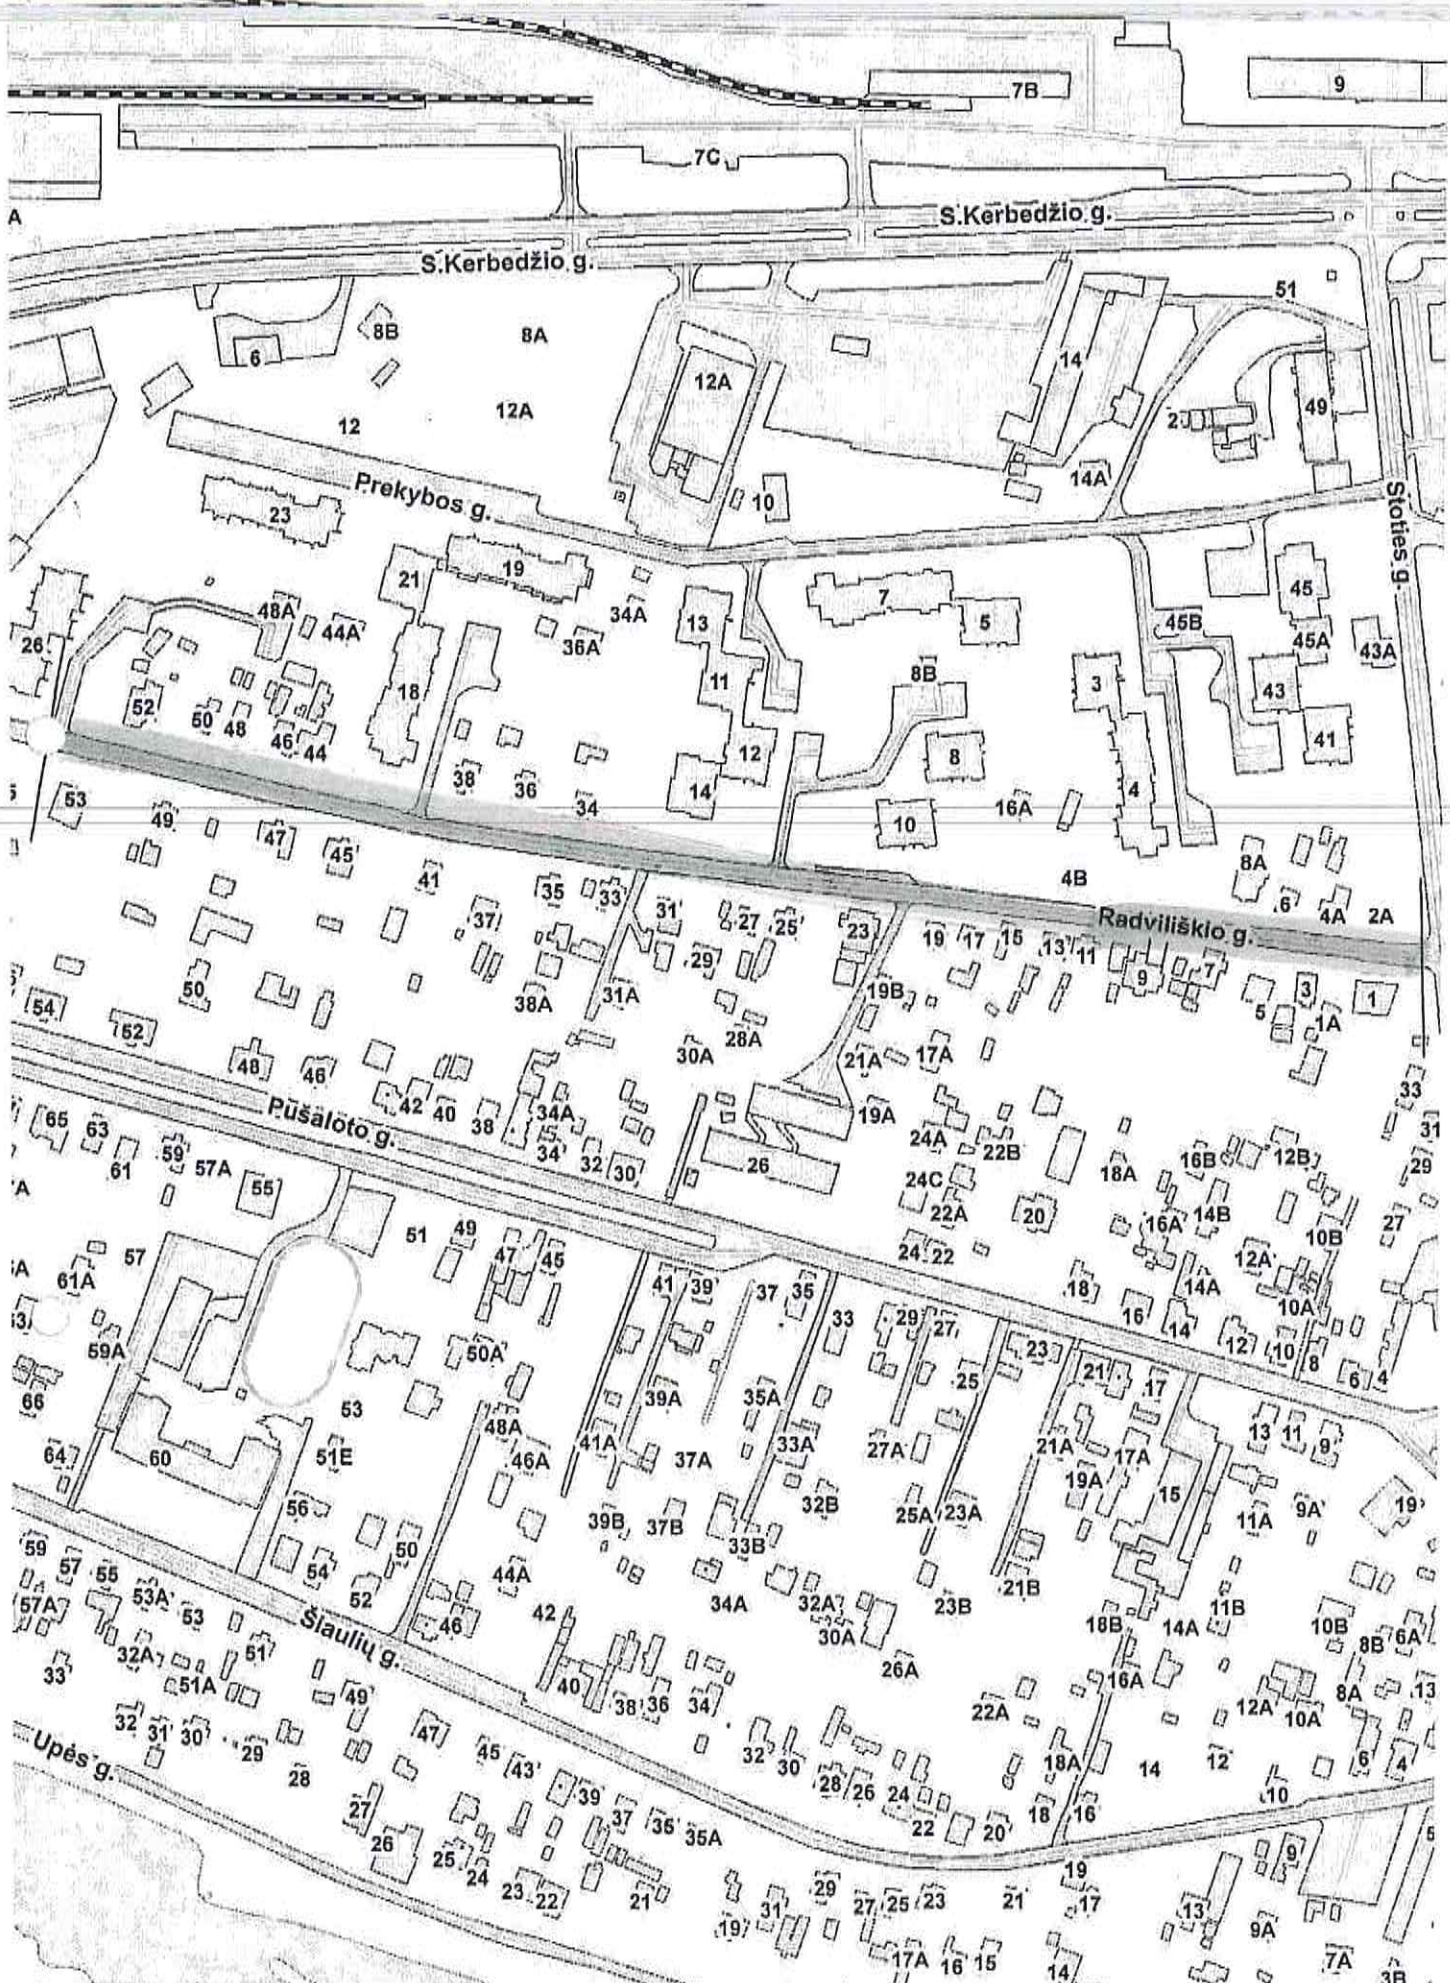 7B
9
7C
A
S.Kerbedžio g.
S.Kerbedžio g.
51
8B
8A
6
14
12A
12A
49
12
2
14A
10
Prekybos g.
23
Stoties g.
19
21
45
7
48A
44A
34A
13
5
45B
36A
45A
43A
26
8B
11
3
43
18
52
50
48
46
44
12
41
8
38
36
14
4
53
34
16A
49
10
47
45
8A
41
4B
35
33
6
4A
2A
37
31
27
25
23
Radviliškio g.
19
17
15
13
11
29
9
7
50
19B
3
1
54
38A
31A
5
1A
52
28A
30A
21A
17A
48
46
33
42
40
38
34A
19A
Pušaloto g.
65
63
24A
31
61
59
34
32
30
26
22B
16B
12B
57A
18A
29
55
24C
22A
20
16A
14B
27
51
49
10B
57
47
45
24
22
12A
61A
41
39
37
35
18
14A
10A
33
16
59A
29
27
14
12
10
50A
23
8
66
21
17
6
4
25
39A
35A
53
48A
13
11
9
64
51E
46A
41A
33A
27A
21A
17A
60
37A
19A
56
32B
15
19
39B
37B
25A
23A
11A
9A
59
50
33B
57
55
54
44A
21B
53A
52
57A
53
34A
32A
23B
11B
Šiaulių g.
46
42
30A
18B
14A
10B
8B
6A
32A
51
33
26A
16A
51A
49
40
38
36
34
22A
12A
10A
8A
13
32
31
30
47
29
45
43
32
30
18A
12
6
4
28
28
26
14
39
24
10
27
37
35
35A
22
20
18
16
26
25
24
9
19
23
22
21
29
27
25
23
21
17
31
19
13
9A
17A
16
15
14
7A
3B
Upės g.